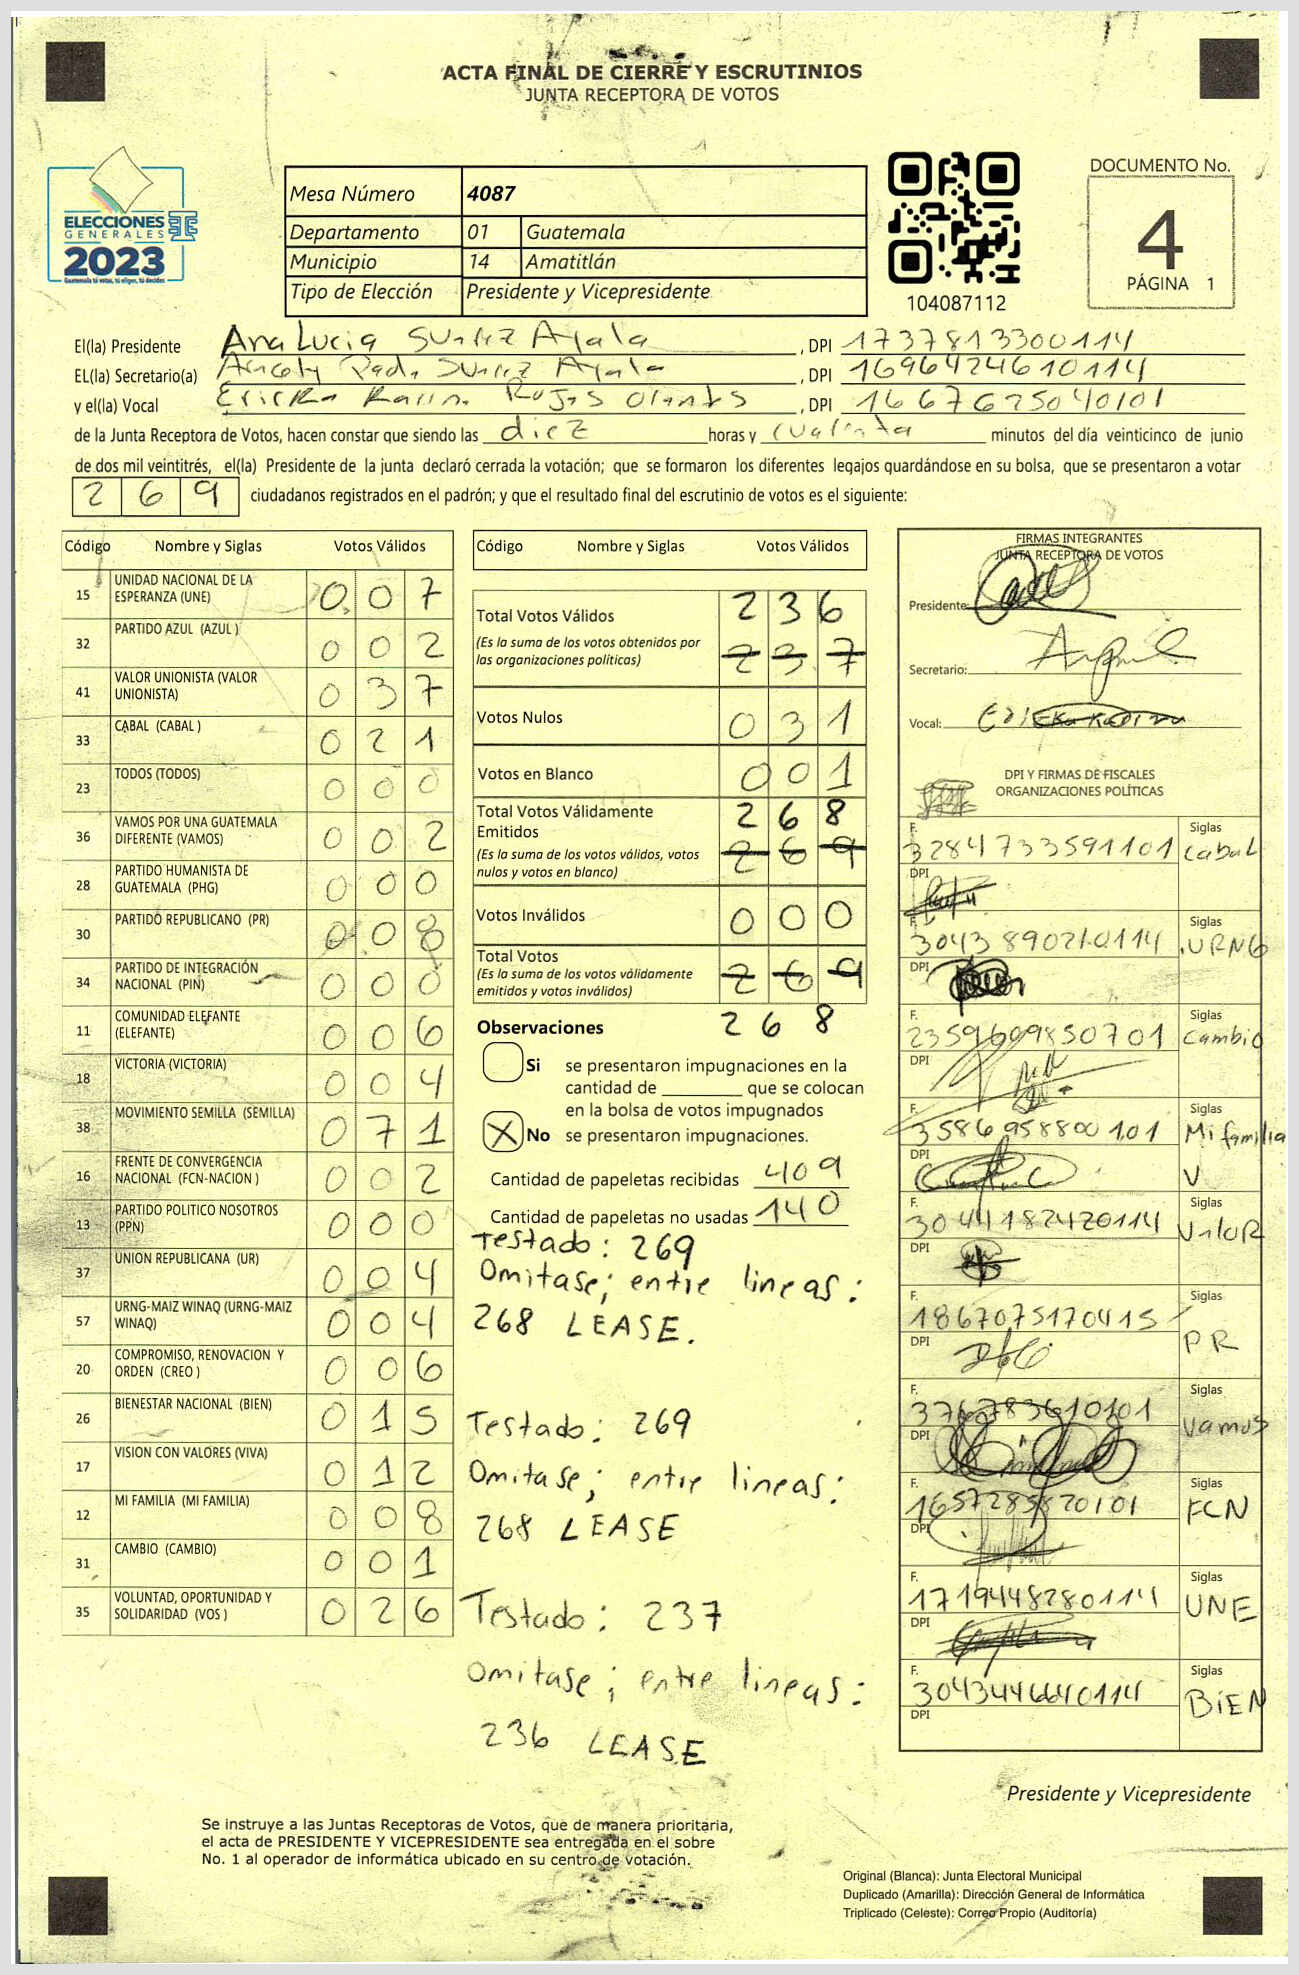 ACTA FINAL DE CIERRE Y ESCRUTINIOS
JUNTA RECEPTORA DE VOTOS
ELECCIONES
GENERALES
2023
Guatemala tú votas, tú eliges, tú decides
Mesa Número 4087
Departamento 01 Guatemala
Municipio 14 Amatitlán
Tipo de Elección Presidente y Vicepresidente
104087112
DOCUMENTO No.
4
PÁGINA 1
El(la) Presidente Ana Lucia Suarez Ayala, DPI 1737813300114
EL(la) Secretario(a) Suarez Ayala, DPI 1696424610114
y el(la) Vocal Ericka Karina Rojas, DPI 1667625040101
de la Junta Receptora de Votos, hacen constar que siendo las diez horas y cuarenta minutos del día veinticinco de junio
de dos mil veintitrés, el(la) Presidente de la junta declaró cerrada la votación; que se formaron los diferentes legajos guardándose en su bolsa, que se presentaron a votar
2 6 9 ciudadanos registrados en el padrón; y que el resultado final del escrutinio de votos es el siguiente:
Código Nombre y Siglas Votos Válidos
15 UNIDAD NACIONAL DE LA ESPERANZA (UNE) 0 0 7
32 PARTIDO AZUL (AZUL ) 0 0 2
41 VALOR UNIONISTA (VALOR UNIONISTA) 0 3 7
33 CABAL (CABAL ) 0 2 1
23 TODOS (TODOS) 0 0 0
36 VAMOS POR UNA GUATEMALA DIFERENTE (VAMOS) 0 0 2
28 PARTIDO HUMANISTA DE GUATEMALA (PHG) 0 0 0
30 PARTIDO REPUBLICANO (PR) 0 0 8
34 PARTIDO DE INTEGRACIÓN NACIONAL (PIN) 0 0 0
11 COMUNIDAD ELEFANTE (ELEFANTE) 0 0 6
18 VICTORIA (VICTORIA) 0 0 4
38 MOVIMIENTO SEMILLA (SEMILLA) 0 7 1
16 FRENTE DE CONVERGENCIA NACIONAL (FCN-NACION ) 0 0 2
13 PARTIDO POLITICO NOSOTROS (PPN) 0 0 0
37 UNION REPUBLICANA (UR) 0 0 4
57 URNG-MAIZ WINAQ (URNG-MAIZ WINAQ) 0 0 4
20 COMPROMISO, RENOVACION Y ORDEN (CREO ) 0 0 6
26 BIENESTAR NACIONAL (BIEN) 0 1 5
17 VISION CON VALORES (VIVA) 0 1 2
12 MI FAMILIA (MI FAMILIA) 0 0 8
31 CAMBIO (CAMBIO) 0 0 1
35 VOLUNTAD, OPORTUNIDAD Y SOLIDARIDAD (VOS ) 0 2 6
Código Nombre y Siglas Votos Válidos
Total Votos Válidos 2 3 6
(Es la suma de los votos obtenidos por las organizaciones políticas) 2 3 7
Votos Nulos 0 3 1
Votos en Blanco 0 0 1
Total Votos Válidamente Emitidos 2 6 8
(Es la suma de los votos válidos, votos nulos y votos en blanco) 2 6 9
Votos Inválidos 0 0 0
Total Votos
(Es la suma de los votos válidamente emitidos y votos inválidos) 2 6 9
Observaciones 2 6 8
Si se presentaron impugnaciones en la
cantidad de ________ que se colocan
en la bolsa de votos impugnados
X No se presentaron impugnaciones.
Cantidad de papeletas recibidas 409
Cantidad de papeletas no usadas 140
Testado: 269
Omitase; entre lineas:
268 LEASE.
Testado: 269
Omitase; entre lineas:
268 LEASE
Testado: 237
Omitase; entre lineas:
236 LEASE
FIRMAS INTEGRANTES
JUNTA RECEPTORA DE VOTOS
Presidente:
Secretario:
Vocal:
DPI Y FIRMAS DE FISCALES
ORGANIZACIONES POLÍTICAS
F. 3284733591101 Siglas Cabal
DPI
F. 3043890210114 Siglas URNG
DPI
F. 2359609850701 Siglas Cambio
DPI
F. 3586958800101 Siglas Mi familia
DPI V
F. 3044182420114 Siglas Valor
DPI
F. 1867075170415 Siglas PR
DPI
F. 3767783610101 Siglas Vamos
DPI
F. 1657285820101 Siglas FCN
DPI
F. 1719448280114 Siglas UNE
DPI
F. 3043446640114 Siglas BiEN
DPI
Presidente y Vicepresidente
Se instruye a las Juntas Receptoras de Votos, que de manera prioritaria,
el acta de PRESIDENTE Y VICEPRESIDENTE sea entregada en el sobre
No. 1 al operador de informática ubicado en su centro de votación.
Original (Blanca): Junta Electoral Municipal
Duplicado (Amarilla): Dirección General de Informática
Triplicado (Celeste): Correo Propio (Auditoría)